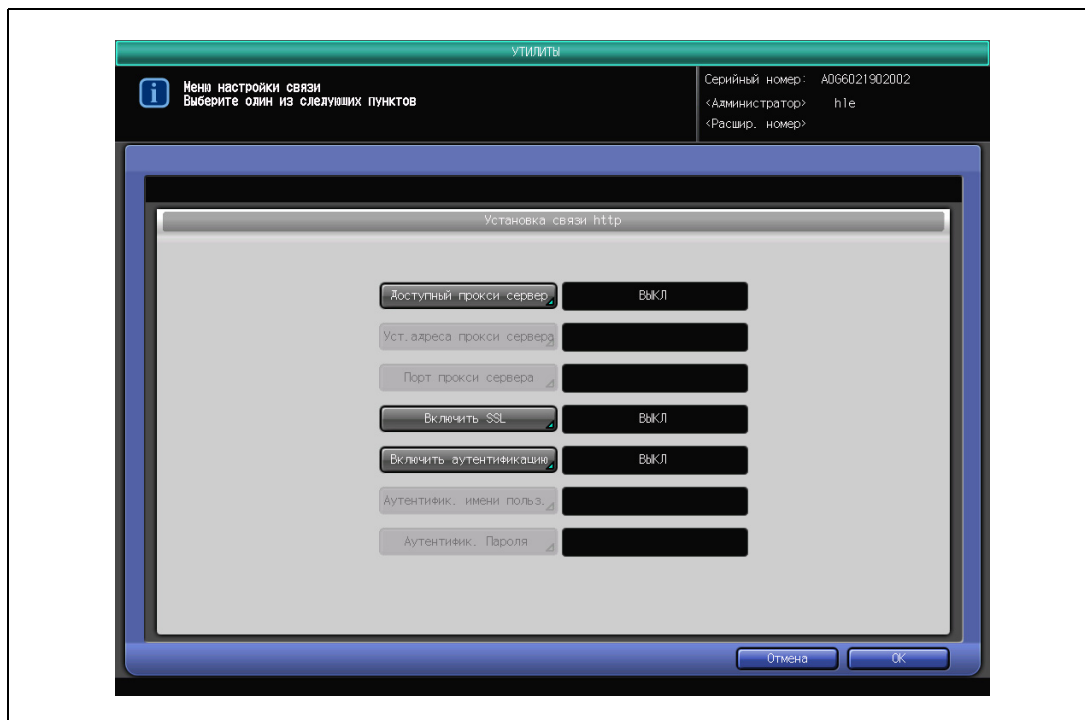 УТИЛИТЫ
Меню настройки связи
Выберите один из следующих пунктов
Серийный номер: A0G6021902002
<Администратор> hle
<Расшир. номер>
Установка связи http
Доступный прокси сервер ВЫКЛ
Уст.адреса прокси сервера
Порт прокси сервера
Включить SSL ВЫКЛ
Включить аутентификацию ВЫКЛ
Аутентифик. имени польз.
Аутентифик. Пароля
Отмена OK